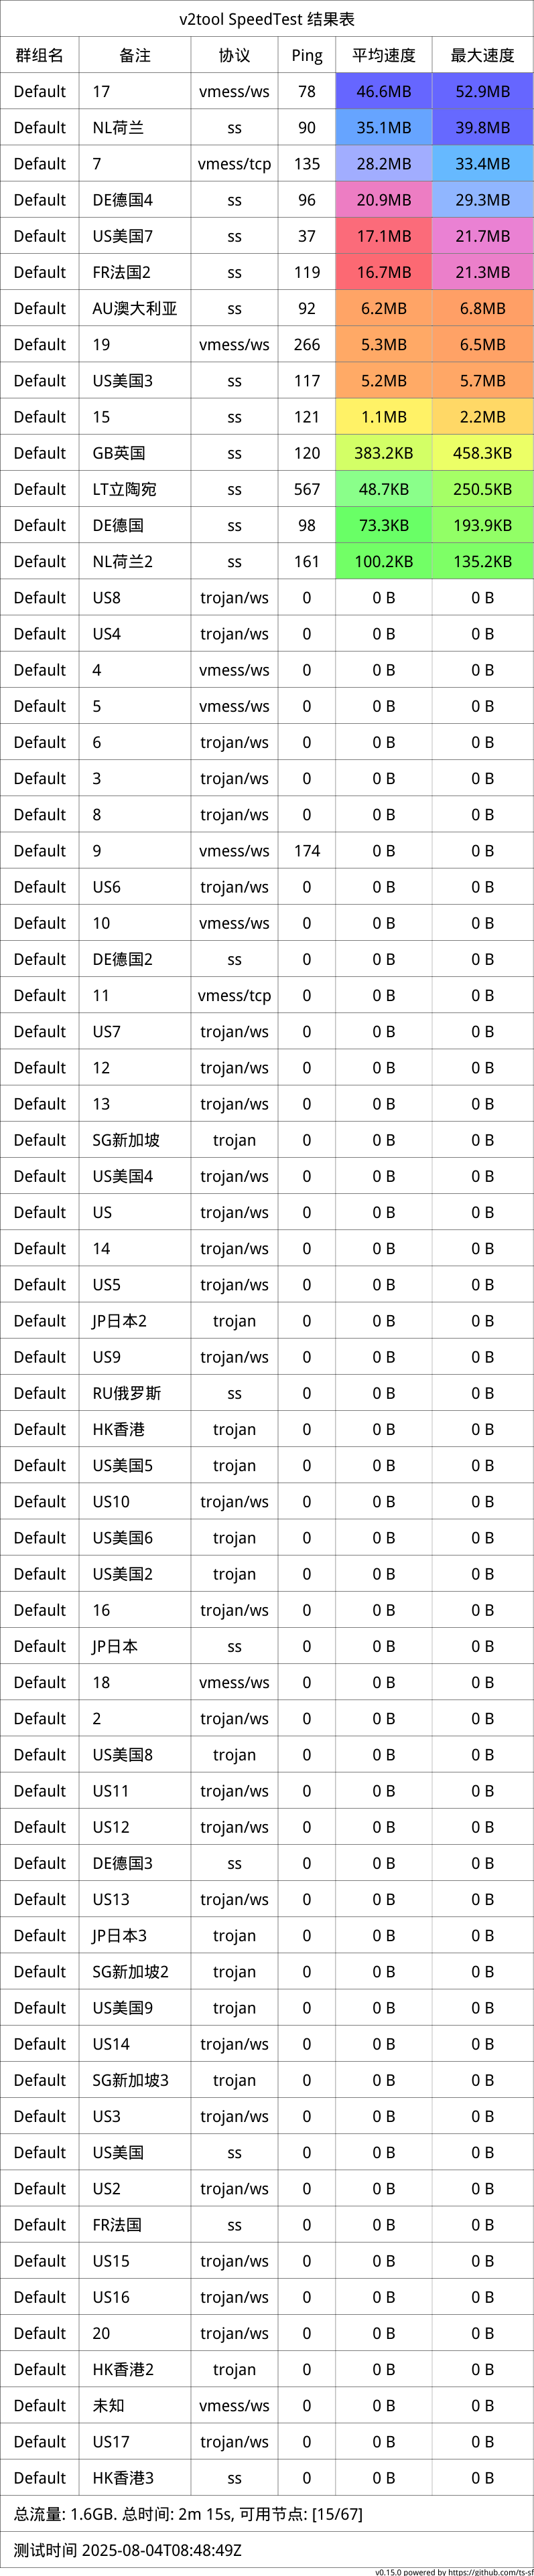 v2tool SpeedTest 结果表
群组名 备注 协议 Ping 平均速度 最大速度
Default 17 vmess/ws 78 46.6MB 52.9MB
Default NL荷兰 ss 90 35.1MB 39.8MB
Default 7 vmess/tcp 135 28.2MB 33.4MB
Default DE德国4 ss 96 20.9MB 29.3MB
Default US美国7 ss 37 17.1MB 21.7MB
Default FR法国2 ss 119 16.7MB 21.3MB
Default AU澳大利亚 ss 92 6.2MB 6.8MB
Default 19 vmess/ws 266 5.3MB 6.5MB
Default US美国3 ss 117 5.2MB 5.7MB
Default 15 ss 121 1.1MB 2.2MB
Default GB英国 ss 120 383.2KB 458.3KB
Default LT立陶宛 ss 567 48.7KB 250.5KB
Default DE德国 ss 98 73.3KB 193.9KB
Default NL荷兰2 ss 161 100.2KB 135.2KB
Default US8 trojan/ws 0 0 B 0 B
Default US4 trojan/ws 0 0 B 0 B
Default 4 vmess/ws 0 0 B 0 B
Default 5 vmess/ws 0 0 B 0 B
Default 6 trojan/ws 0 0 B 0 B
Default 3 trojan/ws 0 0 B 0 B
Default 8 trojan/ws 0 0 B 0 B
Default 9 vmess/ws 174 0 B 0 B
Default US6 trojan/ws 0 0 B 0 B
Default 10 vmess/ws 0 0 B 0 B
Default DE德国2 ss 0 0 B 0 B
Default 11 vmess/tcp 0 0 B 0 B
Default US7 trojan/ws 0 0 B 0 B
Default 12 trojan/ws 0 0 B 0 B
Default 13 trojan/ws 0 0 B 0 B
Default SG新加坡 trojan 0 0 B 0 B
Default US美国4 trojan/ws 0 0 B 0 B
Default US trojan/ws 0 0 B 0 B
Default 14 trojan/ws 0 0 B 0 B
Default US5 trojan/ws 0 0 B 0 B
Default JP日本2 trojan 0 0 B 0 B
Default US9 trojan/ws 0 0 B 0 B
Default RU俄罗斯 ss 0 0 B 0 B
Default HK香港 trojan 0 0 B 0 B
Default US美国5 trojan 0 0 B 0 B
Default US10 trojan/ws 0 0 B 0 B
Default US美国6 trojan 0 0 B 0 B
Default US美国2 trojan 0 0 B 0 B
Default 16 trojan/ws 0 0 B 0 B
Default JP日本 ss 0 0 B 0 B
Default 18 vmess/ws 0 0 B 0 B
Default 2 trojan/ws 0 0 B 0 B
Default US美国8 trojan 0 0 B 0 B
Default US11 trojan/ws 0 0 B 0 B
Default US12 trojan/ws 0 0 B 0 B
Default DE德国3 ss 0 0 B 0 B
Default US13 trojan/ws 0 0 B 0 B
Default JP日本3 trojan 0 0 B 0 B
Default SG新加坡2 trojan 0 0 B 0 B
Default US美国9 trojan 0 0 B 0 B
Default US14 trojan/ws 0 0 B 0 B
Default SG新加坡3 trojan 0 0 B 0 B
Default US3 trojan/ws 0 0 B 0 B
Default US美国 ss 0 0 B 0 B
Default US2 trojan/ws 0 0 B 0 B
Default FR法国 ss 0 0 B 0 B
Default US15 trojan/ws 0 0 B 0 B
Default US16 trojan/ws 0 0 B 0 B
Default 20 trojan/ws 0 0 B 0 B
Default HK香港2 trojan 0 0 B 0 B
Default 未知 vmess/ws 0 0 B 0 B
Default US17 trojan/ws 0 0 B 0 B
Default HK香港3 ss 0 0 B 0 B
总流量: 1.6GB. 总时间: 2m 15s, 可用节点: [15/67]
测试时间 2025-08-04T08:48:49Z
v0.15.0 powered by https://github.com/ts-sf